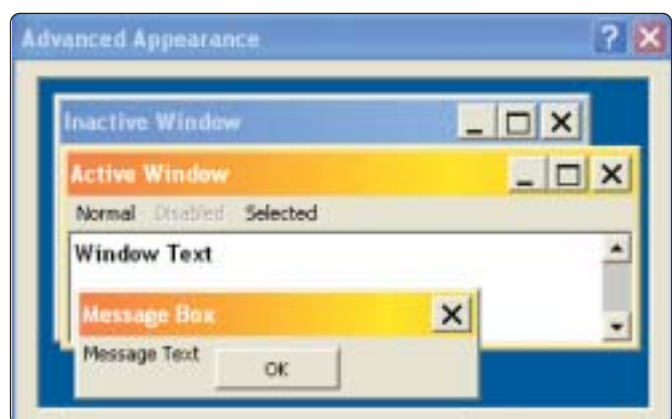 Advanced Appearance
Inactive Window
Active Window
Normal Disabled Selected
Window Text
Message Box
Message Text
OK